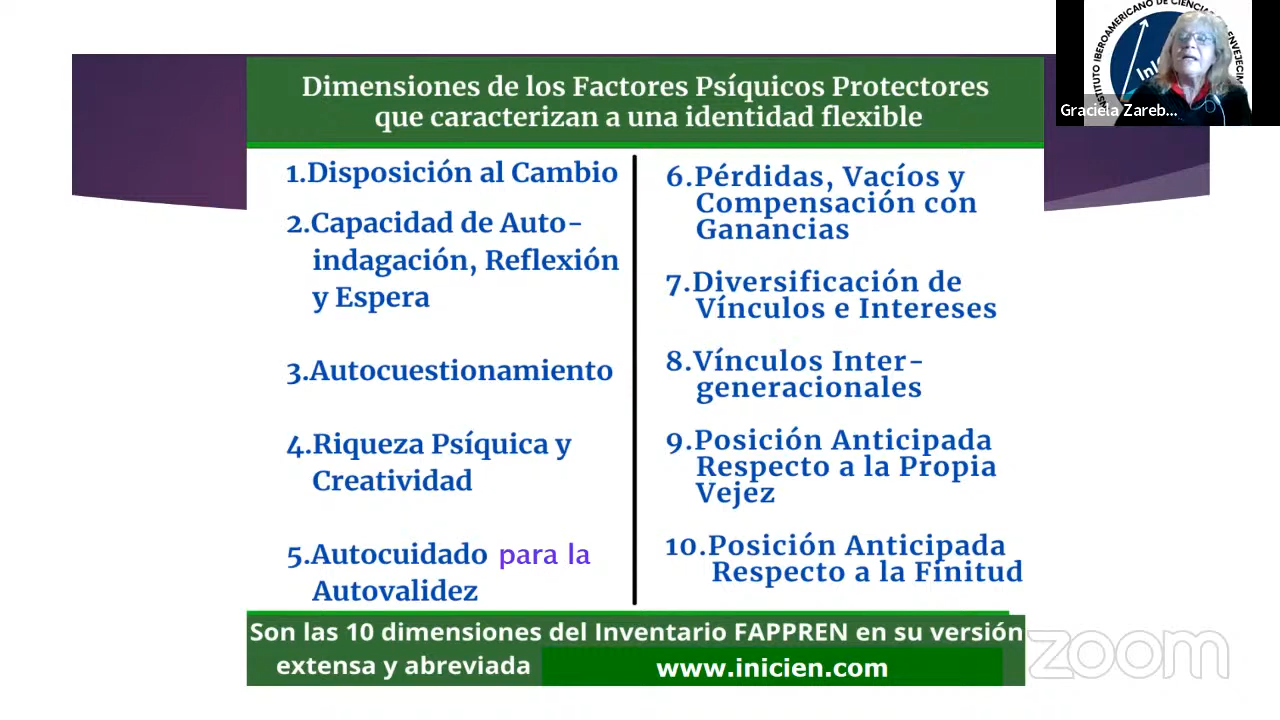 Dimensiones de los Factores Psíquicos Protectores
que caracterizan a una identidad flexible
1.Disposición al Cambio
2.Capacidad de Auto-
indagación, Reflexión
y Espera
3.Autocuestionamiento
4.Riqueza Psíquica y
Creatividad
5.Autocuidado para la
Autovalidez
6.Pérdidas, Vacíos y
Compensación con
Ganancias
7.Diversificación de
Vínculos e Intereses
8.Vínculos Inter-
generacionales
9.Posición Anticipada
Respecto a la Propia
Vejez
10.Posición Anticipada
Respecto a la Finitud
Son las 10 dimensiones del Inventario FAPPREN en su versión
extensa y abreviada
www.inicien.com
IBEROAMERICANO DE
Graciela Zareb...
zoom